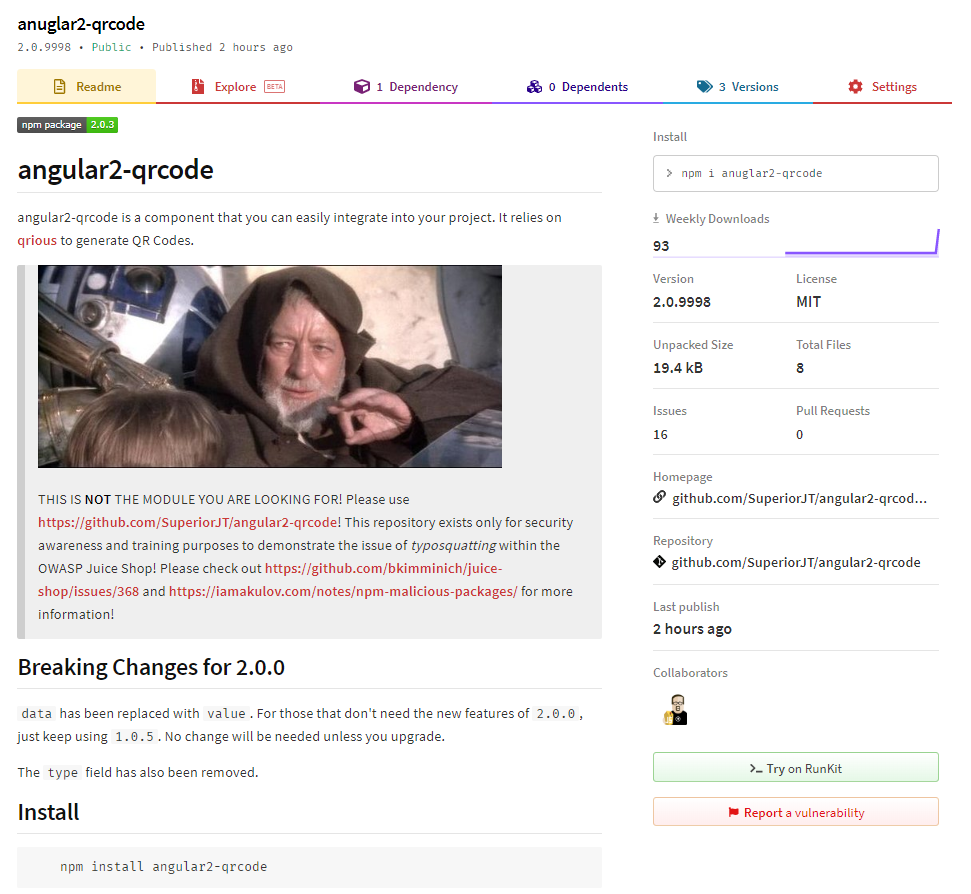 anuglar2-qrcode
2.0.9998 • Public • Published 2 hours ago
Readme
Explore BETA
1 Dependency
0 Dependents
3 Versions
Settings
npm package 2.0.3
angular2-qrcode
angular2-qrcode is a component that you can easily integrate into your project. It relies on
qrious to generate QR Codes.
THIS IS NOT THE MODULE YOU ARE LOOKING FOR! Please use
https://github.com/SuperiorJT/angular2-qrcode! This repository exists only for security
awareness and training purposes to demonstrate the issue of typosquatting within the
OWASP Juice Shop! Please check out https://github.com/bkimminich/juice-
shop/issues/368 and https://iamakulov.com/notes/npm-malicious-packages/ for more
information!
Breaking Changes for 2.0.0
data has been replaced with value. For those that don't need the new features of 2.0.0,
just keep using 1.0.5. No change will be needed unless you upgrade.
The type field has also been removed.
Install
npm install angular2-qrcode
Install
> npm i anuglar2-qrcode
Weekly Downloads
93
Version
2.0.9998
License
MIT
Unpacked Size
19.4 kB
Total Files
8
Issues
16
Pull Requests
0
Homepage
github.com/SuperiorJT/angular2-qrcod...
Repository
github.com/SuperiorJT/angular2-qrcode
Last publish
2 hours ago
Collaborators
Try on RunKit
Report a vulnerability